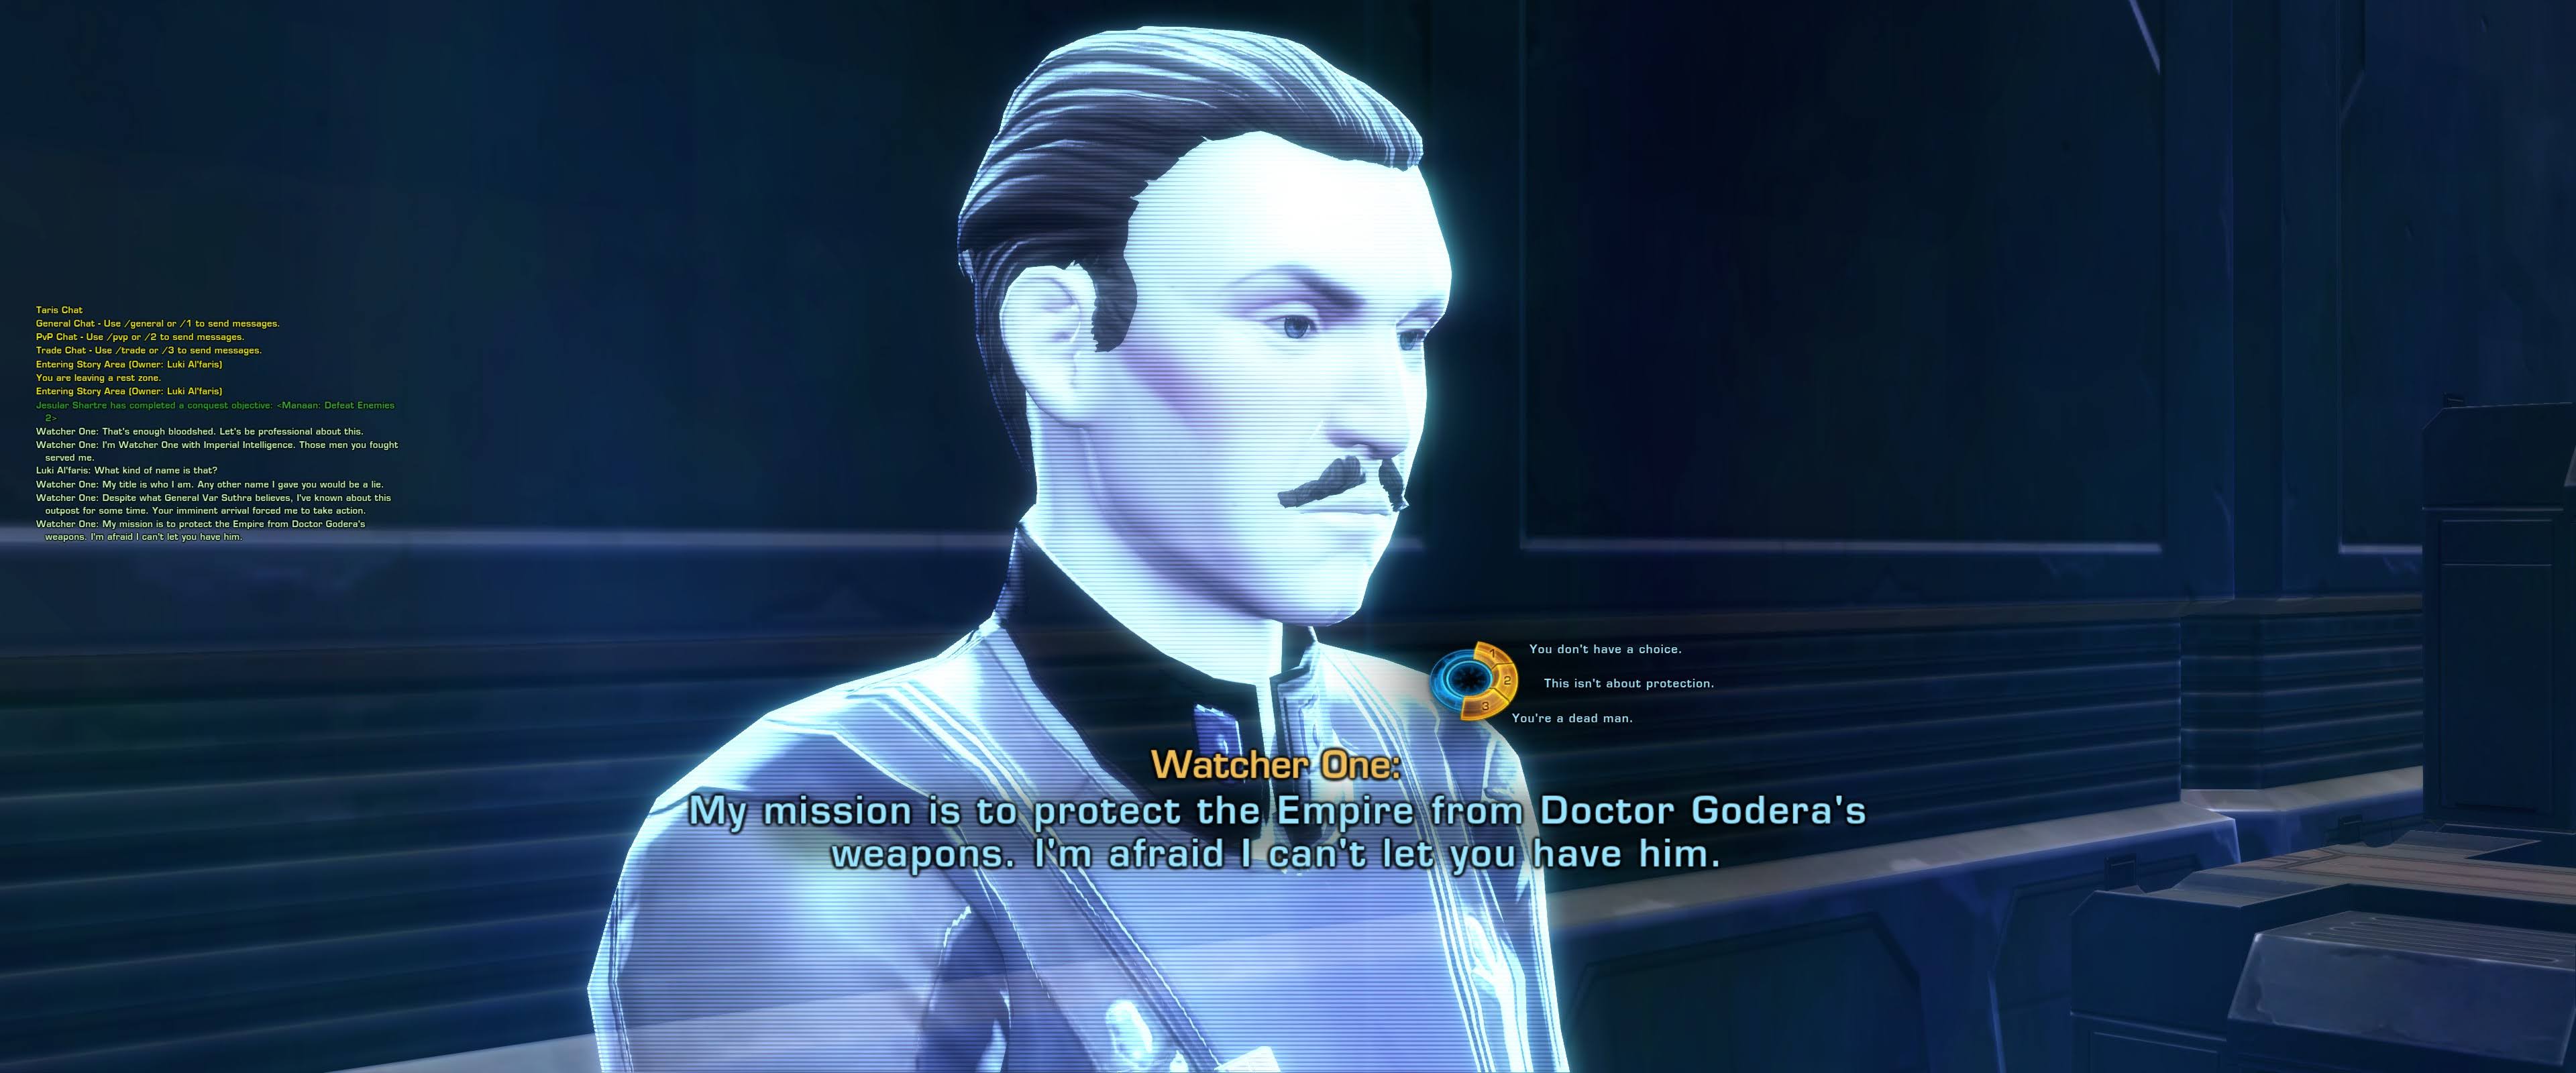 Taris Chat
General Chat - Use /general or /1 to send messages.
PvP Chat - Use /pvp or /2 to send messages.
Trade Chat - Use /trade or /3 to send messages.
Entering Story Area (Owner: Luki Al'faris)
You are leaving a rest zone.
Entering Story Area (Owner: Luki Al'faris)
Jesular Shartre has completed a conquest objective: <Manaan: Defeat Enemies
2>
Watcher One: That's enough bloodshed. Let's be professional about this.
Watcher One: I'm Watcher One with Imperial Intelligence. Those men you fought
served me.
Luki Al'faris: What kind of name is that?
Watcher One: My title is who I am. Any other name I gave you would be a lie.
Watcher One: Despite what General Var Suthra believes, I've known about this
outpost for some time. Your imminent arrival forced me to take action.
Watcher One: My mission is to protect the Empire from Doctor Godera's
weapons. I'm afraid I can't let you have him.
1 You don't have a choice.
2 This isn't about protection.
3 You're a dead man.
Watcher One:
My mission is to protect the Empire from Doctor Godera's
weapons. I'm afraid I can't let you have him.